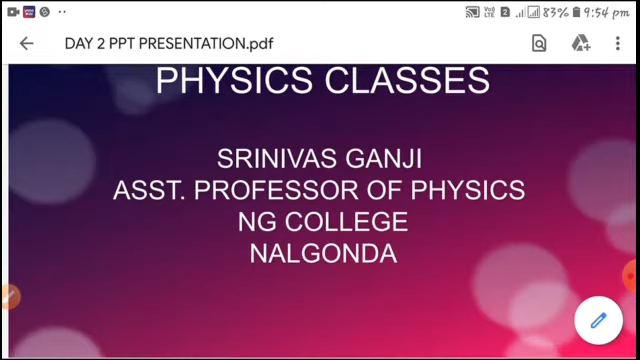 83% 9:54 pm
DAY 2 PPT PRESENTATION.pdf
PHYSICS CLASSES
SRINIVAS GANJI
ASST. PROFESSOR OF PHYSICS
NG COLLEGE
NALGONDA